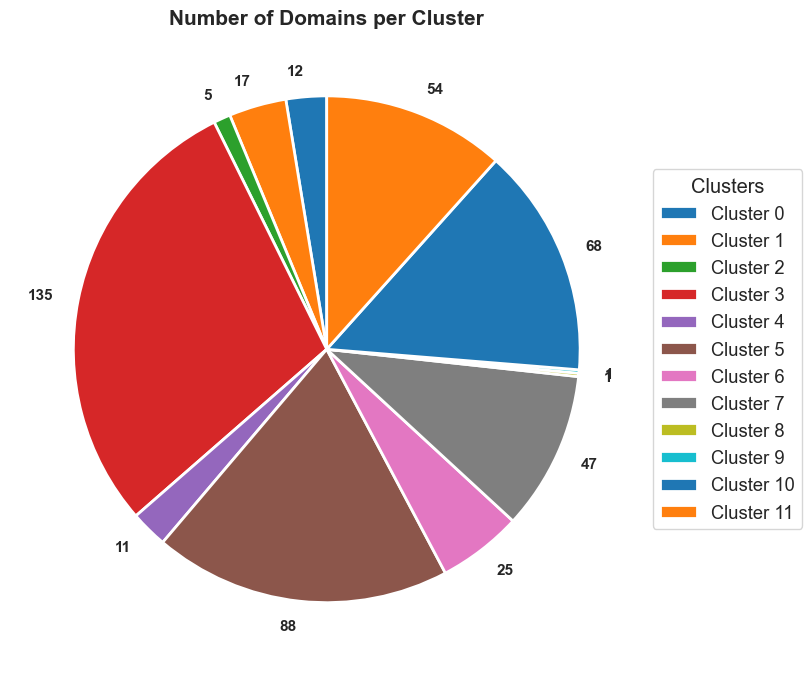 Number of Domains per Cluster
12
17
5
135
11
88
25
47
1
1
68
54
Clusters
Cluster 0
Cluster 1
Cluster 2
Cluster 3
Cluster 4
Cluster 5
Cluster 6
Cluster 7
Cluster 8
Cluster 9
Cluster 10
Cluster 11